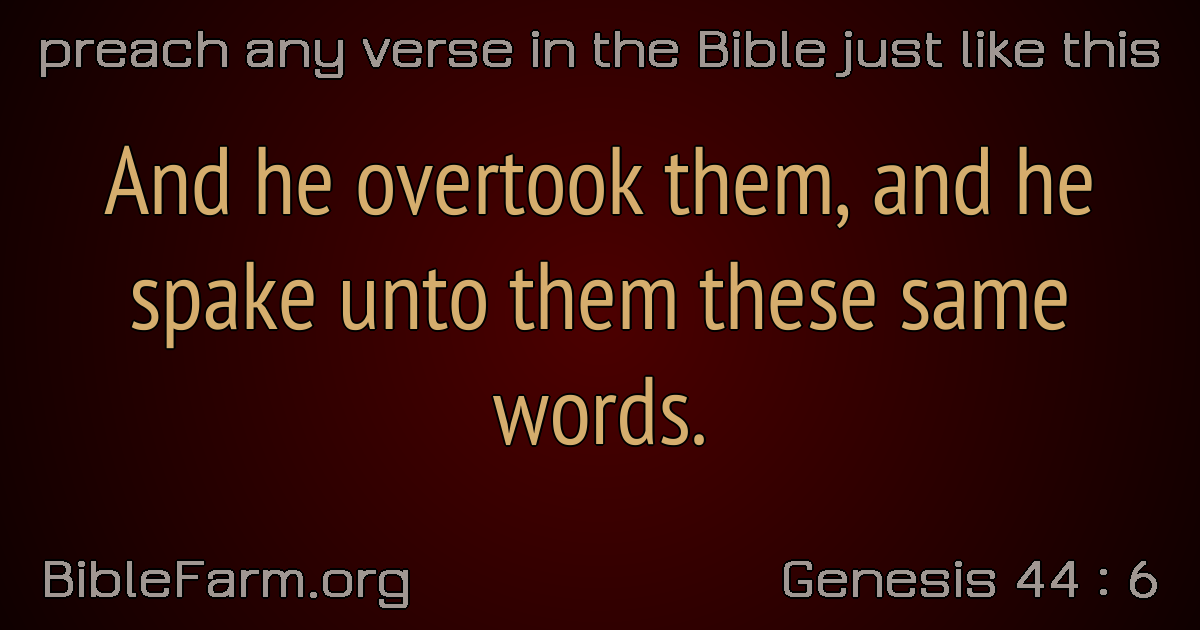 preach any verse in the Bible just like this
And he overtook them, and he
spake unto them these same
words.
BibleFarm.org
Genesis 44 : 6